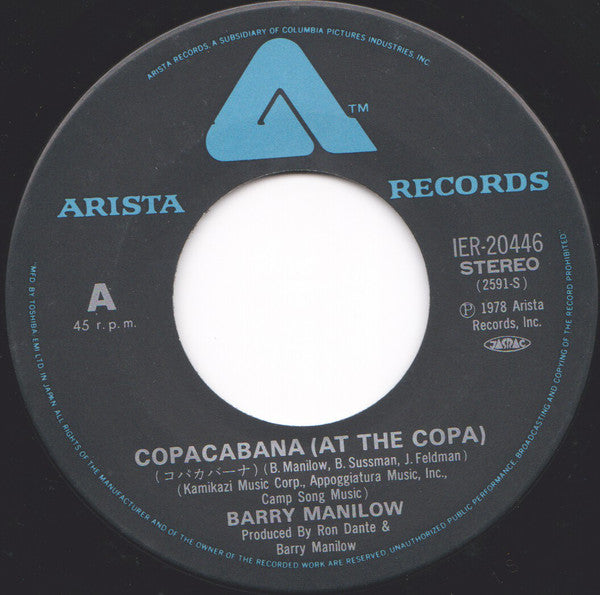 ARISTA RECORDS, A SUBSIDIARY OF COLUMBIA PICTURES INDUSTRIES, INC.
TM
ARISTA RECORDS
IER-20446
STEREO
(2591-S)
Ⓟ 1978 Arista
Records, Inc.
JASRAC
A
45 r.p.m.
COPACABANA (AT THE COPA)
(コパカバーナ) (B. Manilow, B. Sussman, J. Feldman)
(Kamikazi Music Corp., Appoggiatura Music, Inc.,
Camp Song Music)
BARRY MANILOW
Produced By Ron Dante &
Barry Manilow
MFD BY TOSHIBA EMI LTD. IN JAPAN. ALL RIGHTS OF THE MANUFACTURER AND OF THE OWNER OF THE RECORDED WORK ARE RESERVED. UNAUTHORIZED PUBLIC PERFORMANCE, BROADCASTING AND COPYING OF THE RECORD PROHIBITED.